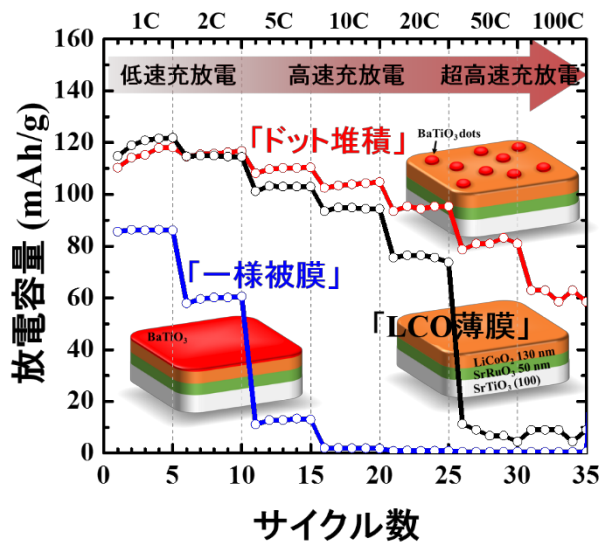 1C 2C 5C 10C 20C 50C 100C
160
140
120
100
80
60
40
20
0
放電容量 (mAh/g)
低速充放電 高速充放電 超高速充放電
「ドット堆積」
BaTiO3 dots
「一様被膜」
BaTiO3
「LCO薄膜」
LiCoO2 130 nm
SrRuO3 50 nm
SrTiO3 (100)
0 5 10 15 20 25 30 35
サイクル数